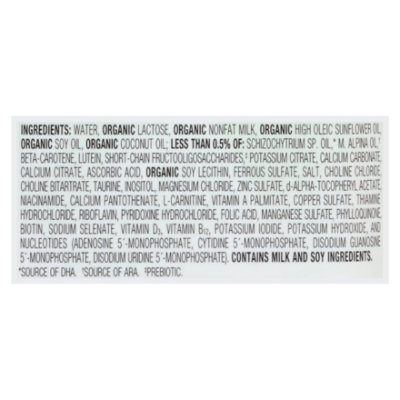 INGREDIENTS: WATER, ORGANIC LACTOSE, ORGANIC NONFAT MILK, ORGANIC HIGH OLEIC SUNFLOWER OIL,
ORGANIC SOY OIL, ORGANIC COCONUT OIL; LESS THAN 0.5% OF: SCHIZOCHYTRIUM SP. OIL,* M. ALPINA OIL,†
BETA-CAROTENE, LUTEIN, SHORT-CHAIN FRUCTOOLIGOSACCHARIDES,‡ POTASSIUM CITRATE, CALCIUM CARBONATE,
CALCIUM CITRATE, ASCORBIC ACID, ORGANIC SOY LECITHIN, FERROUS SULFATE, SALT, CHOLINE CHLORIDE,
CHOLINE BITARTRATE, TAURINE, INOSITOL, MAGNESIUM CHLORIDE, ZINC SULFATE, d-ALPHA-TOCOPHERYL ACETATE,
NIACINAMIDE, CALCIUM PANTOTHENATE, L-CARNITINE, VITAMIN A PALMITATE, COPPER SULFATE, THIAMINE
HYDROCHLORIDE, RIBOFLAVIN, PYRIDOXINE HYDROCHLORIDE, FOLIC ACID, MANGANESE SULFATE, PHYLLOQUINONE,
BIOTIN, SODIUM SELENATE, VITAMIN D3, VITAMIN B12, POTASSIUM IODIDE, POTASSIUM HYDROXIDE, AND
NUCLEOTIDES (ADENOSINE 5´-MONOPHOSPHATE, CYTIDINE 5´-MONOPHOSPHATE, DISODIUM GUANOSINE
5´-MONOPHOSPHATE, DISODIUM URIDINE 5´-MONOPHOSPHATE). CONTAINS MILK AND SOY INGREDIENTS.
*SOURCE OF DHA. †SOURCE OF ARA. ‡PREBIOTIC.